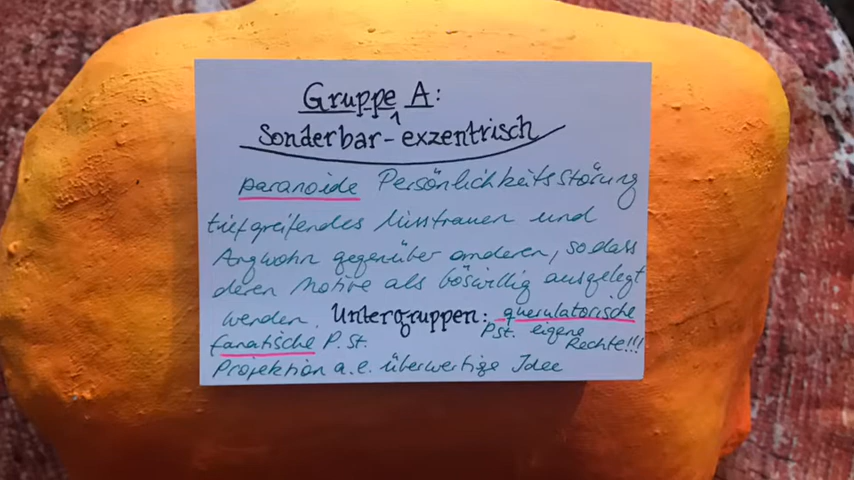 Gruppe A:
Sonderbar-exzentrisch
paranoide Persönlichkeitsstörung
tiefgreifendes Misstrauen und
Argwohn gegenüber anderen, sodass
deren Motive als böswillig ausgelegt
werden. Untergruppen: querulatorische
Pst. eigene
Rechte!!!
fanatische P.st.
Projektion a.e. überwertige Idee